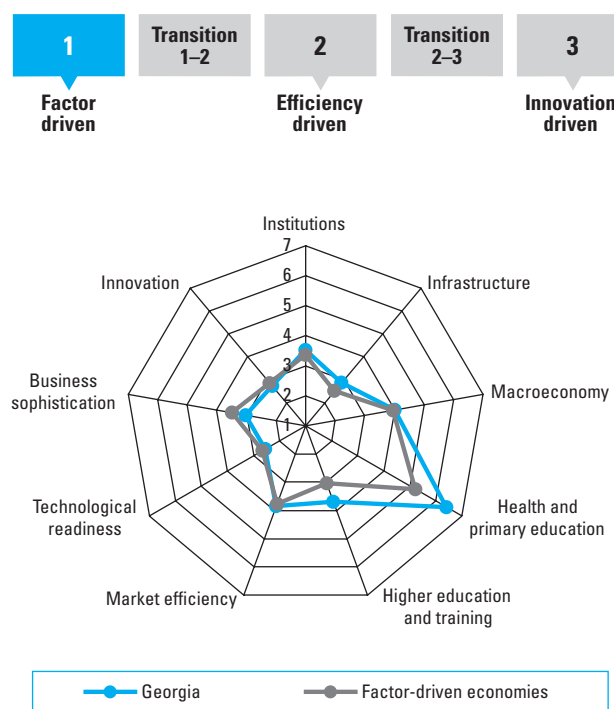 1
Transition
1–2
2
Transition
2–3
3
Factor
driven
Efficiency
driven
Innovation
driven
Institutions
7
6
5
4
3
2
1
Innovation
Infrastructure
Business
sophistication
Macroeconomy
Technological
readiness
Health and
primary education
Market efficiency
Higher education
and training
Georgia
Factor-driven economies